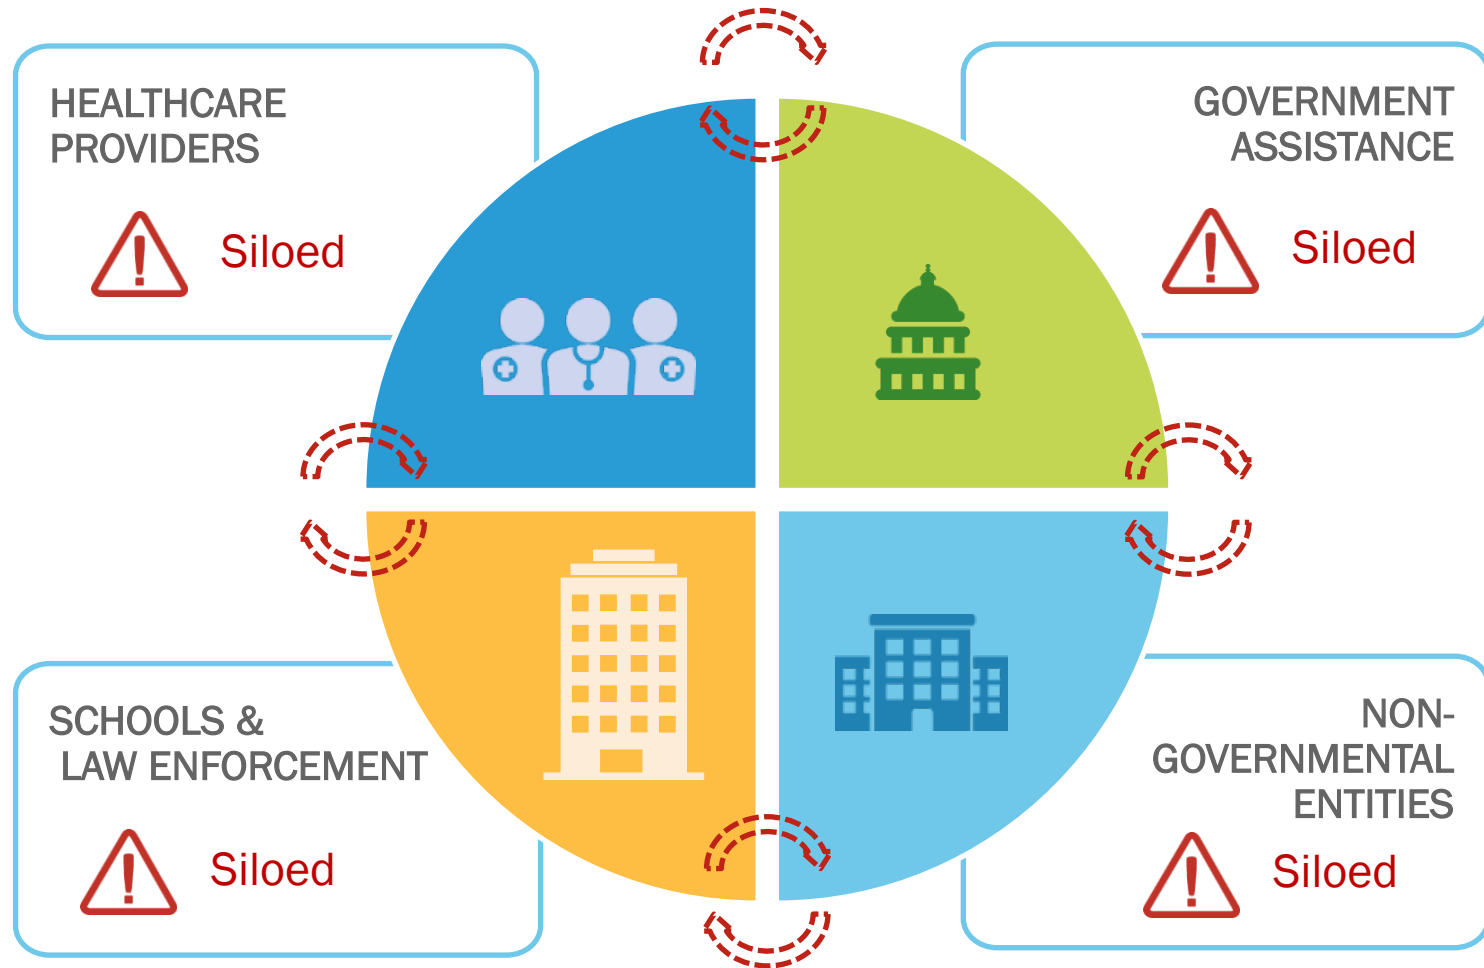 HEALTHCARE
PROVIDERS
Siloed
GOVERNMENT
ASSISTANCE
Siloed
SCHOOLS &
LAW ENFORCEMENT
Siloed
NON-
GOVERNMENTAL
ENTITIES
Siloed